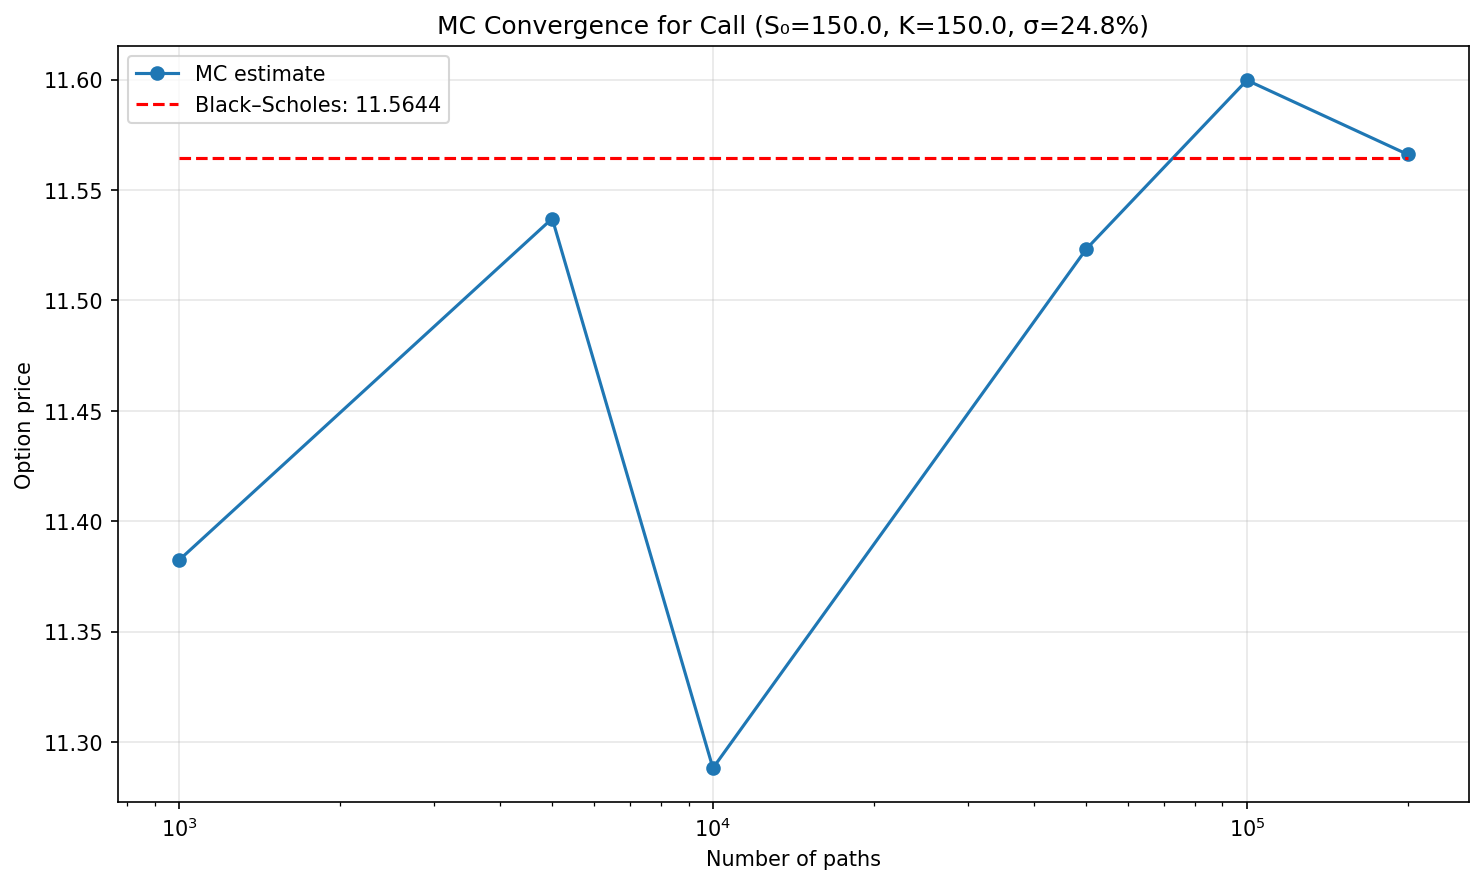 MC Convergence for Call (S₀=150.0, K=150.0, σ=24.8%)
MC estimate
Black–Scholes: 11.5644
11.60
11.55
11.50
11.45
11.40
11.35
11.30
Option price
10³
10⁴
10⁵
Number of paths